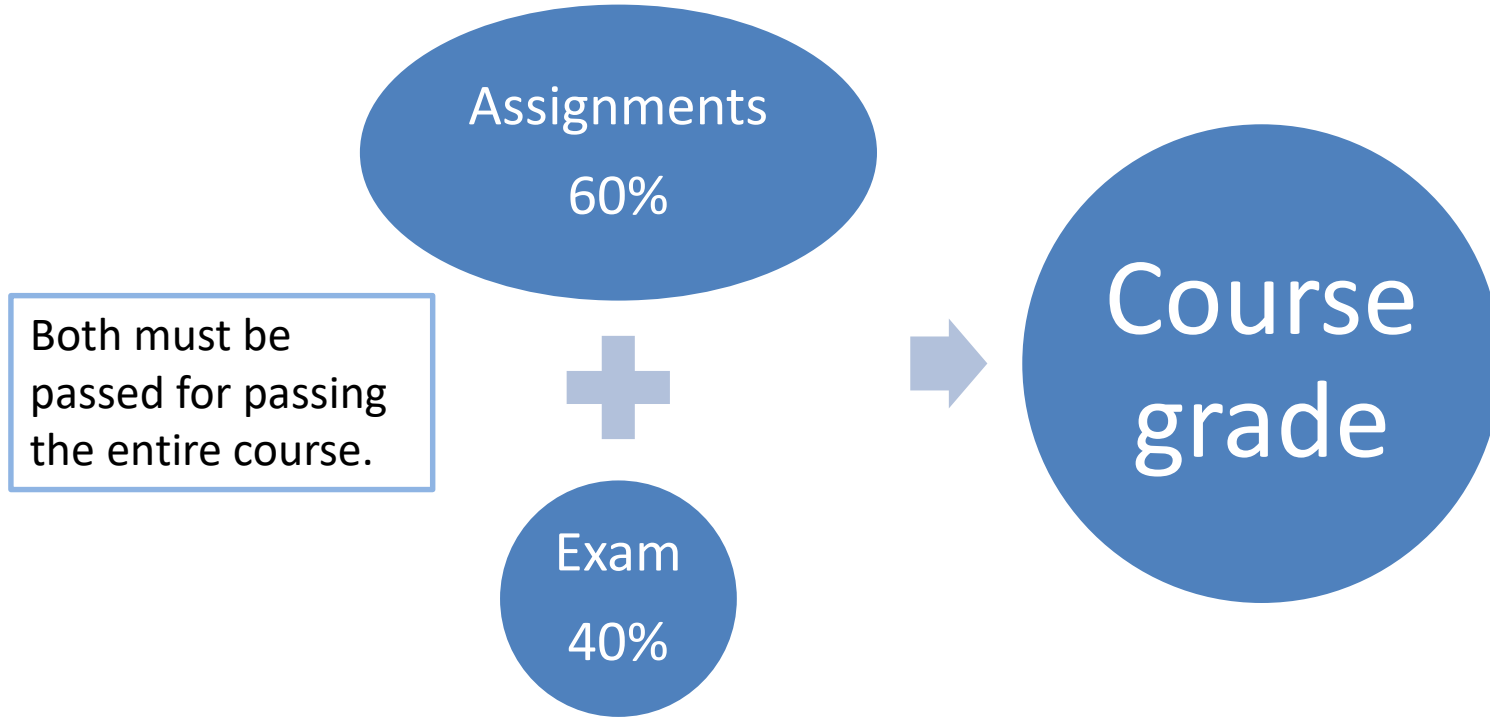 Assignments
60%
Both must be
passed for passing
the entire course.
Exam
40%
Course
grade